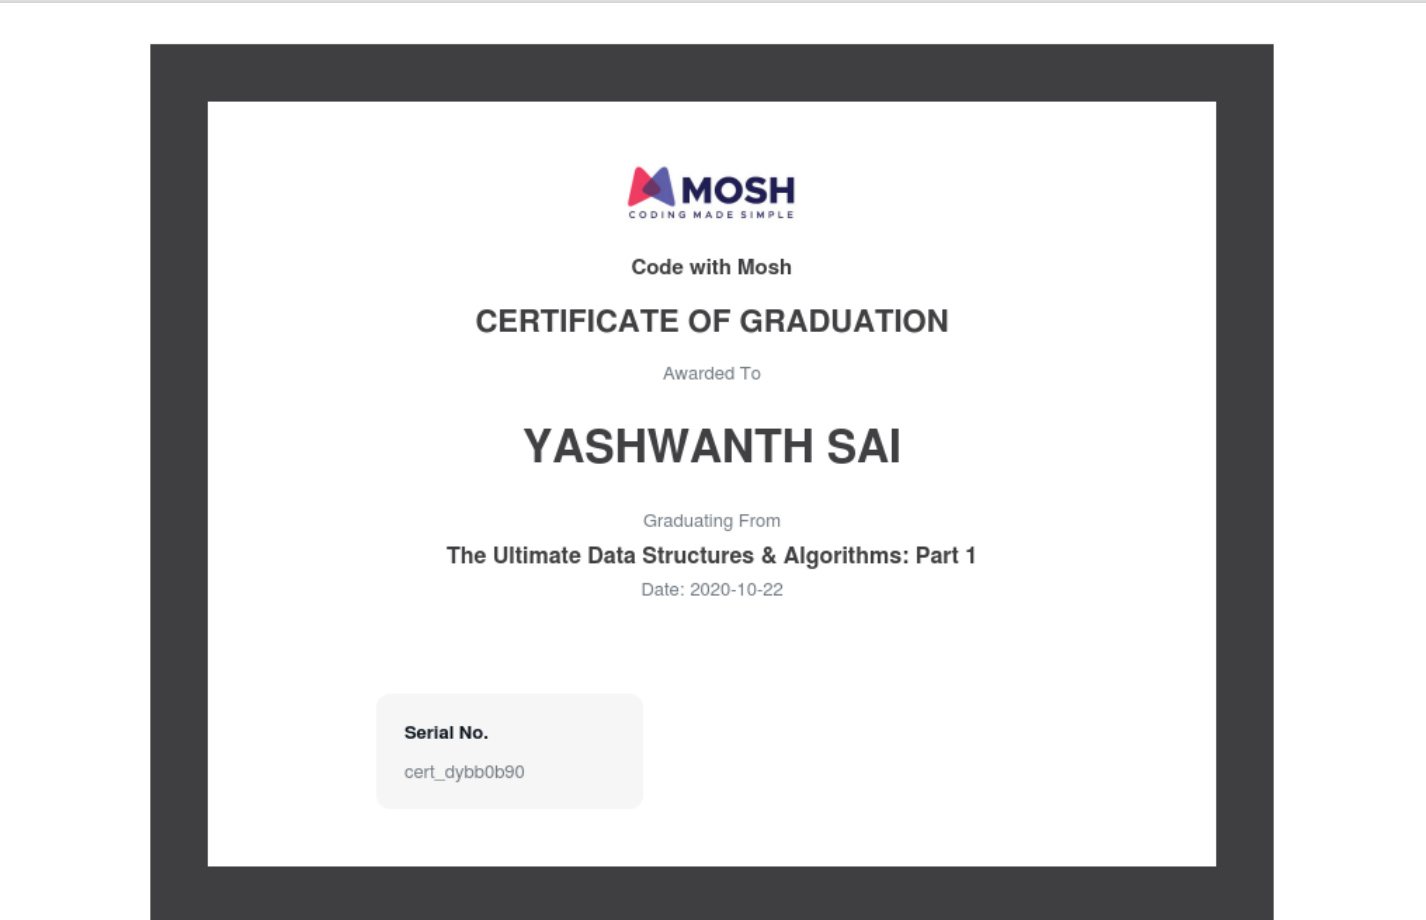 MOSH
CODING MADE SIMPLE
Code with Mosh
CERTIFICATE OF GRADUATION
Awarded To
YASHWANTH SAI
Graduating From
The Ultimate Data Structures & Algorithms: Part 1
Date: 2020-10-22
Serial No.
cert_dybb0b90